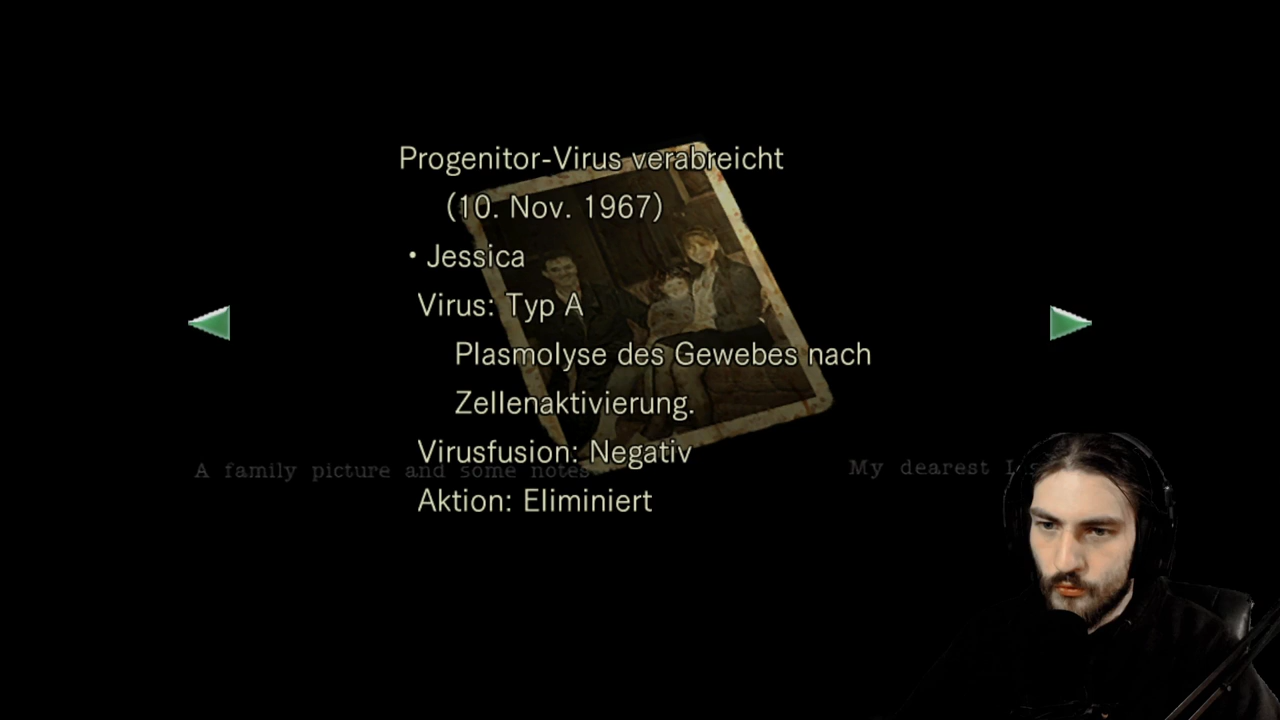 Progenitor-Virus verabreicht
(10. Nov. 1967)
• Jessica
Virus: Typ A
Plasmolyse des Gewebes nach
Zellenaktivierung.
Virusfusion: Negativ
A family picture and some notes
My dearest
Aktion: Eliminiert